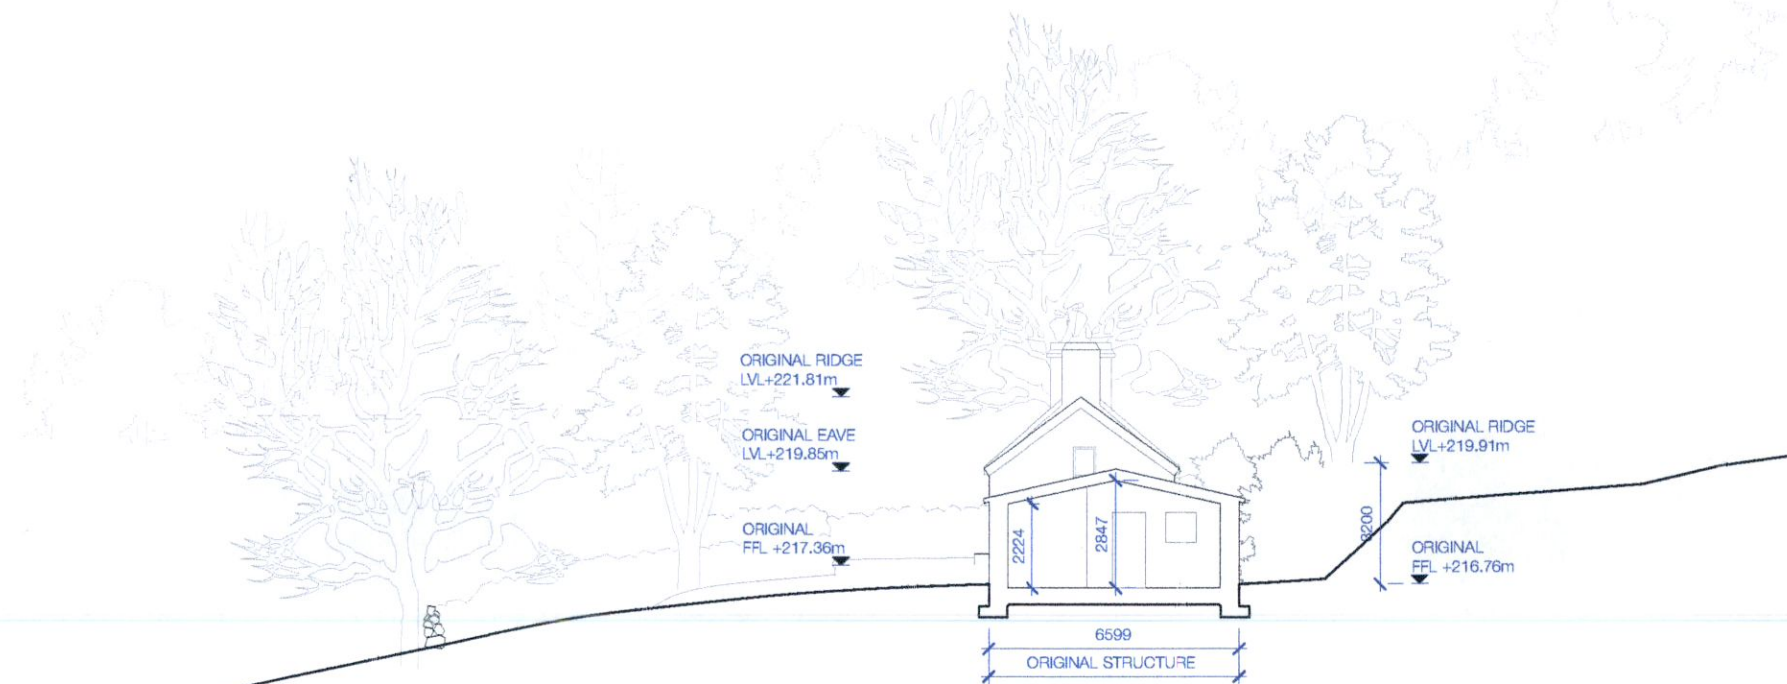 ORIGINAL RIDGE
LVL+221.81m
ORIGINAL EAVE
LVL+219.85m
ORIGINAL
FFL +217.36m
2224
2847
ORIGINAL RIDGE
LVL+219.91m
3200
ORIGINAL
FFL +216.76m
6599
ORIGINAL STRUCTURE